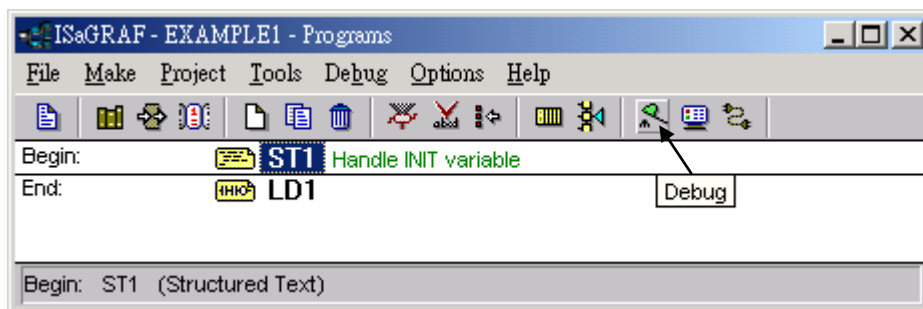 ISaGRAF - EXAMPLE1 - Programs
File Make Project Tools Debug Options Help
Begin: ST1 Handle INIT variable
End: LD1
Debug
Begin: ST1 (Structured Text)